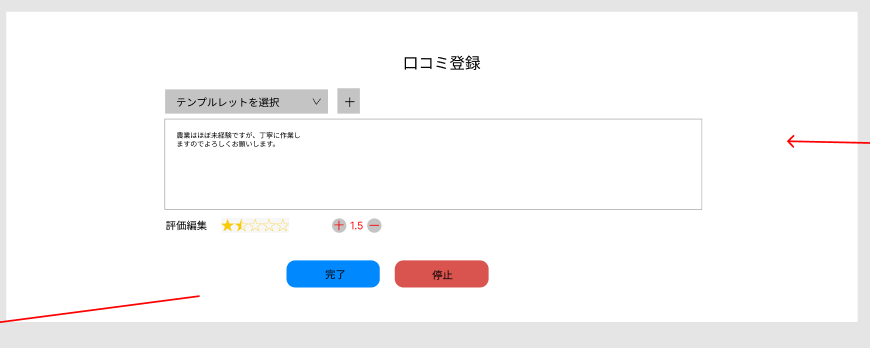 口コミ登録
テンプルレットを選択
+
農業はほぼ未経験ですが、丁寧に作業し
ますのでよろしくお願いします。
評価編集
+ 1.5 −
完了
停止